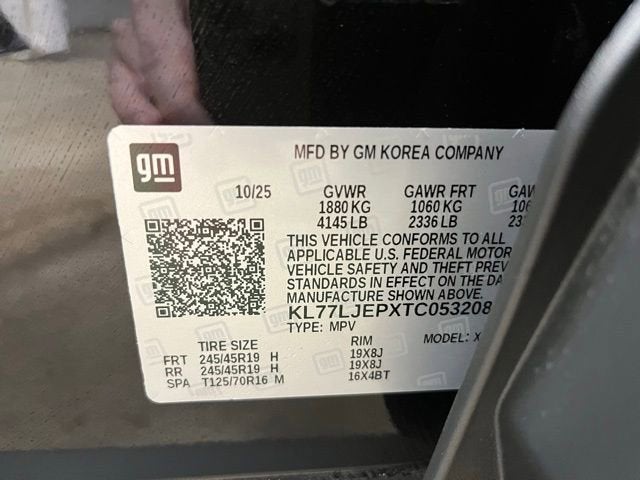 gm
MFD BY GM KOREA COMPANY
10/25 GVWR GAWR FRT
1880 KG 1060 KG
4145 LB 2336 LB
THIS VEHICLE CONFORMS TO ALL
APPLICABLE U.S. FEDERAL MOTOR
VEHICLE SAFETY AND THEFT PREV
STANDARDS IN EFFECT ON THE DA
MANUFACTURE SHOWN ABOVE.
KL77LJEPXTC053208
TYPE: MPV MODEL: X
TIRE SIZE RIM
FRT 245/45R19 H 19X8J
RR 245/45R19 H 19X8J
SPA T125/70R16 M 16X4BT